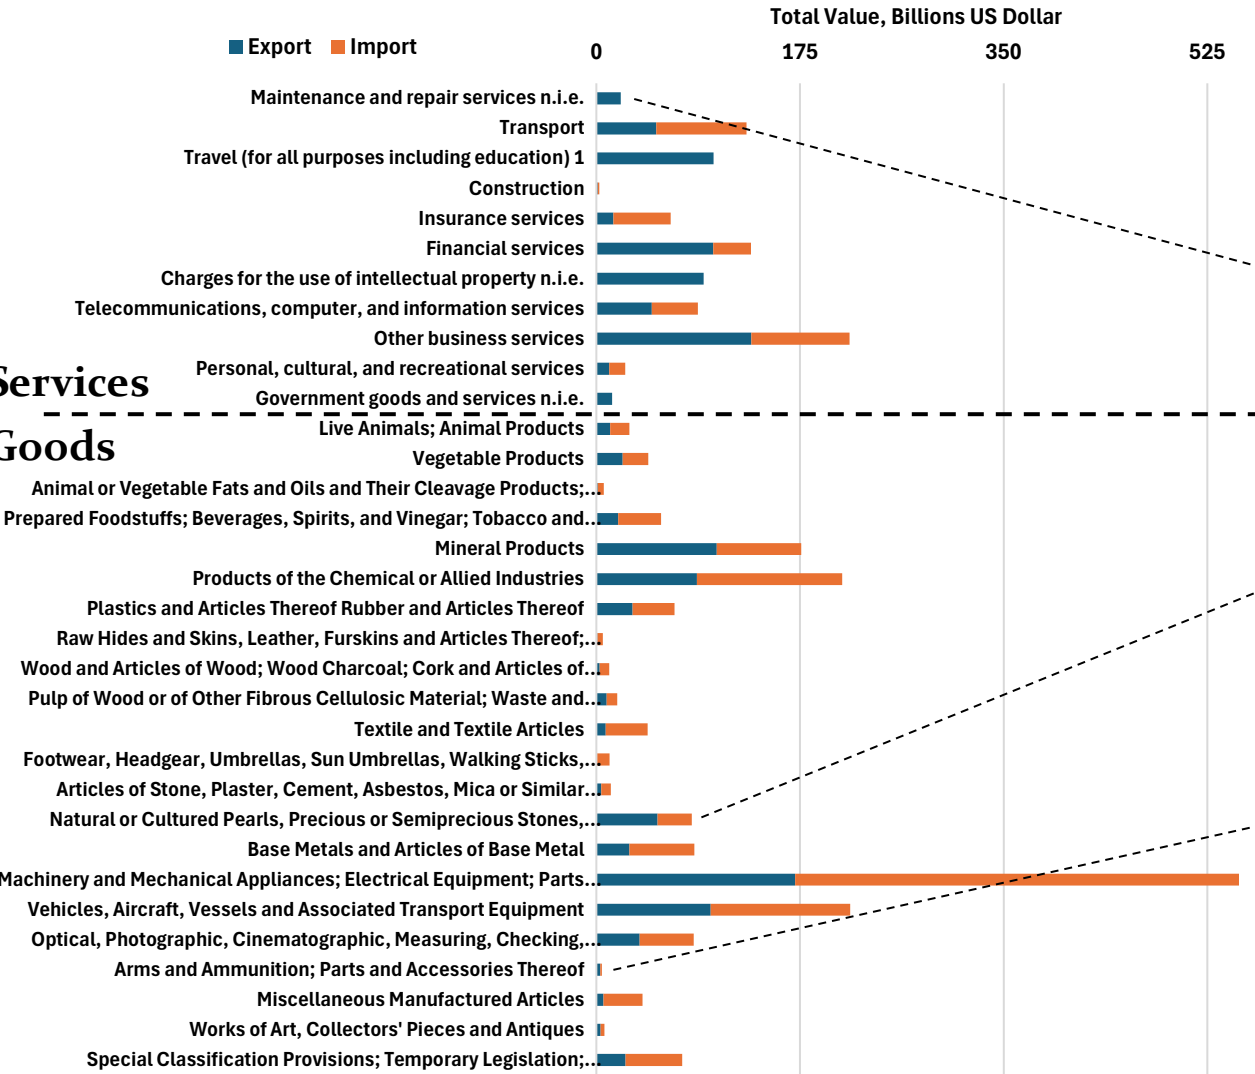 Total Value, Billions US Dollar
Export Import
0 175 350 525
Maintenance and repair services n.i.e.
Transport
Travel (for all purposes including education) 1
Construction
Insurance services
Financial services
Charges for the use of intellectual property n.i.e.
Telecommunications, computer, and information services
Other business services
Personal, cultural, and recreational services
Services
Government goods and services n.i.e.
Live Animals; Animal Products
Goods
Vegetable Products
Animal or Vegetable Fats and Oils and Their Cleavage Products;...
Prepared Foodstuffs; Beverages, Spirits, and Vinegar; Tobacco and...
Mineral Products
Products of the Chemical or Allied Industries
Plastics and Articles Thereof Rubber and Articles Thereof
Raw Hides and Skins, Leather, Furskins and Articles Thereof;...
Wood and Articles of Wood; Wood Charcoal; Cork and Articles of...
Pulp of Wood or of Other Fibrous Cellulosic Material; Waste and...
Textile and Textile Articles
Footwear, Headgear, Umbrellas, Sun Umbrellas, Walking Sticks,...
Articles of Stone, Plaster, Cement, Asbestos, Mica or Similar...
Natural or Cultured Pearls, Precious or Semiprecious Stones,...
Base Metals and Articles of Base Metal
Machinery and Mechanical Appliances; Electrical Equipment; Parts...
Vehicles, Aircraft, Vessels and Associated Transport Equipment
Optical, Photographic, Cinematographic, Measuring, Checking,...
Arms and Ammunition; Parts and Accessories Thereof
Miscellaneous Manufactured Articles
Works of Art, Collectors' Pieces and Antiques
Special Classification Provisions; Temporary Legislation;...